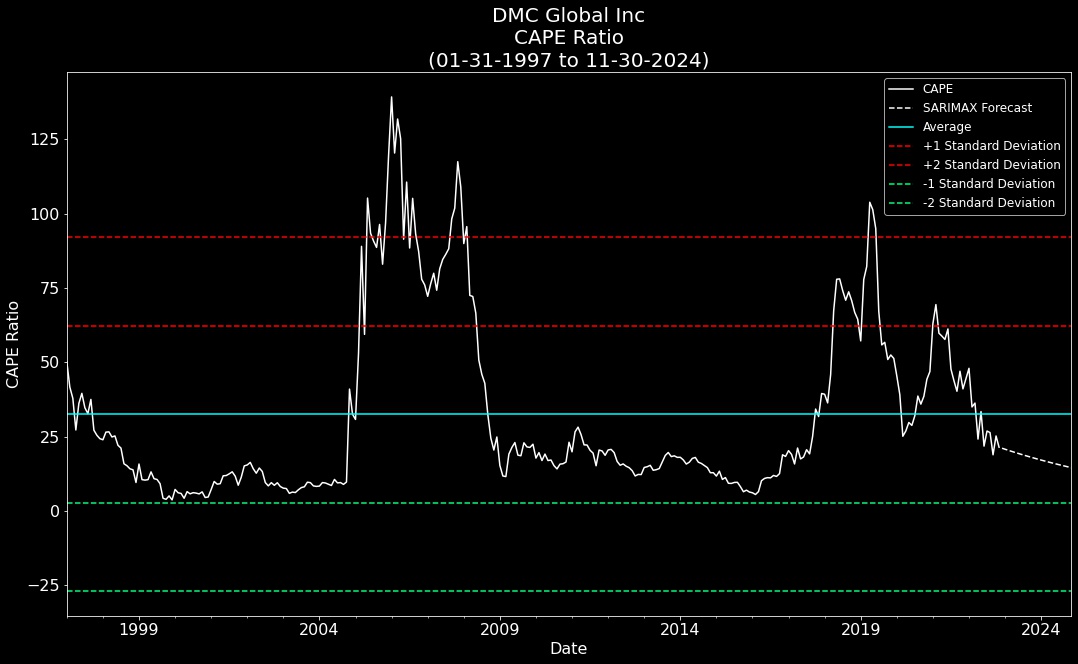 DMC Global Inc
CAPE Ratio
(01-31-1997 to 11-30-2024)
CAPE
SARIMAX Forecast
Average
+1 Standard Deviation
+2 Standard Deviation
-1 Standard Deviation
-2 Standard Deviation
CAPE Ratio
125
100
75
50
25
0
−25
1999 2004 2009 2014 2019 2024
Date